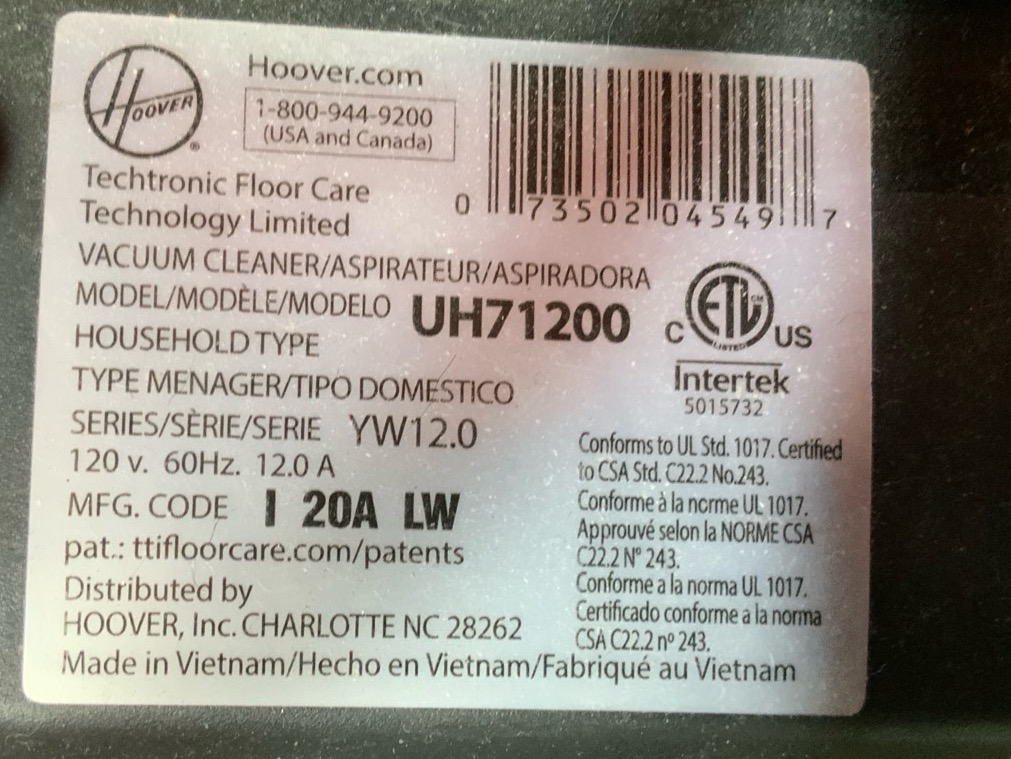 HOOVER ®
Hoover.com
1-800-944-9200
(USA and Canada)
Techtronic Floor Care
Technology Limited
0 73502 04549 7
VACUUM CLEANER/ASPIRATEUR/ASPIRADORA
MODEL/MODÈLE/MODELO UH71200
HOUSEHOLD TYPE
TYPE MENAGER/TIPO DOMESTICO
SERIES/SÈRIE/SERIE YW12.0
120 v. 60Hz. 12.0 A
MFG. CODE I 20A LW
pat.: ttifloorcare.com/patents
Distributed by
HOOVER, Inc. CHARLOTTE NC 28262
Made in Vietnam/Hecho en Vietnam/Fabriqué au Vietnam
C ETL CM US
LISTED
Intertek
5015732
Conforms to UL Std. 1017. Certified
to CSA Std. C22.2 No.243.
Conforme à la norme UL 1017.
Approuvé selon la NORME CSA
C22.2 N° 243.
Conforme a la norma UL 1017.
Certificado conforme a la norma
CSA C22.2 nº 243.